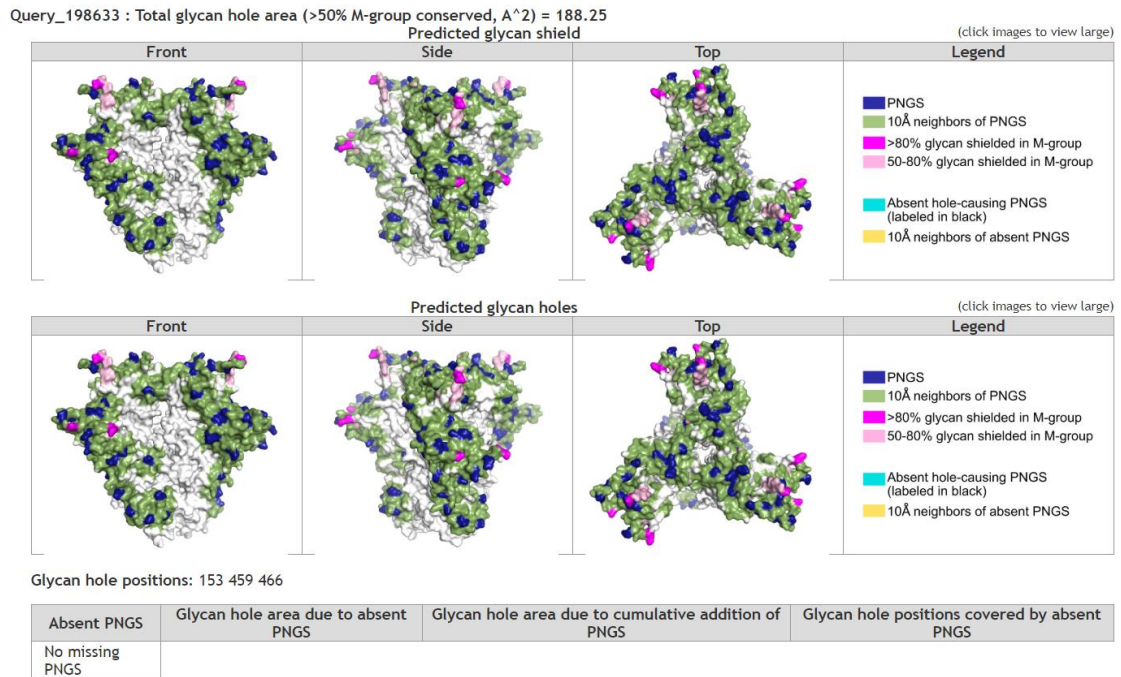 Query_198633 : Total glycan hole area (>50% M-group conserved, A^2) = 188.25
Predicted glycan shield
(click images to view large)
Front Side Top Legend
PNGS
10Å neighbors of PNGS
>80% glycan shielded in M-group
50-80% glycan shielded in M-group
Absent hole-causing PNGS
(labeled in black)
10Å neighbors of absent PNGS
Predicted glycan holes
(click images to view large)
Front Side Top Legend
PNGS
10Å neighbors of PNGS
>80% glycan shielded in M-group
50-80% glycan shielded in M-group
Absent hole-causing PNGS
(labeled in black)
10Å neighbors of absent PNGS
Glycan hole positions: 153 459 466
Absent PNGS
Glycan hole area due to absent
PNGS
Glycan hole area due to cumulative addition of
PNGS
Glycan hole positions covered by absent
PNGS
No missing
PNGS